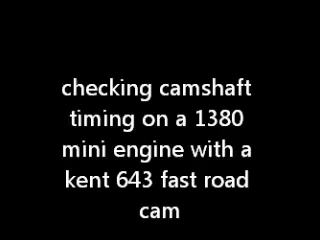 checking camshaft
timing on a 1380
mini engine with a
kent 643 fast road
cam